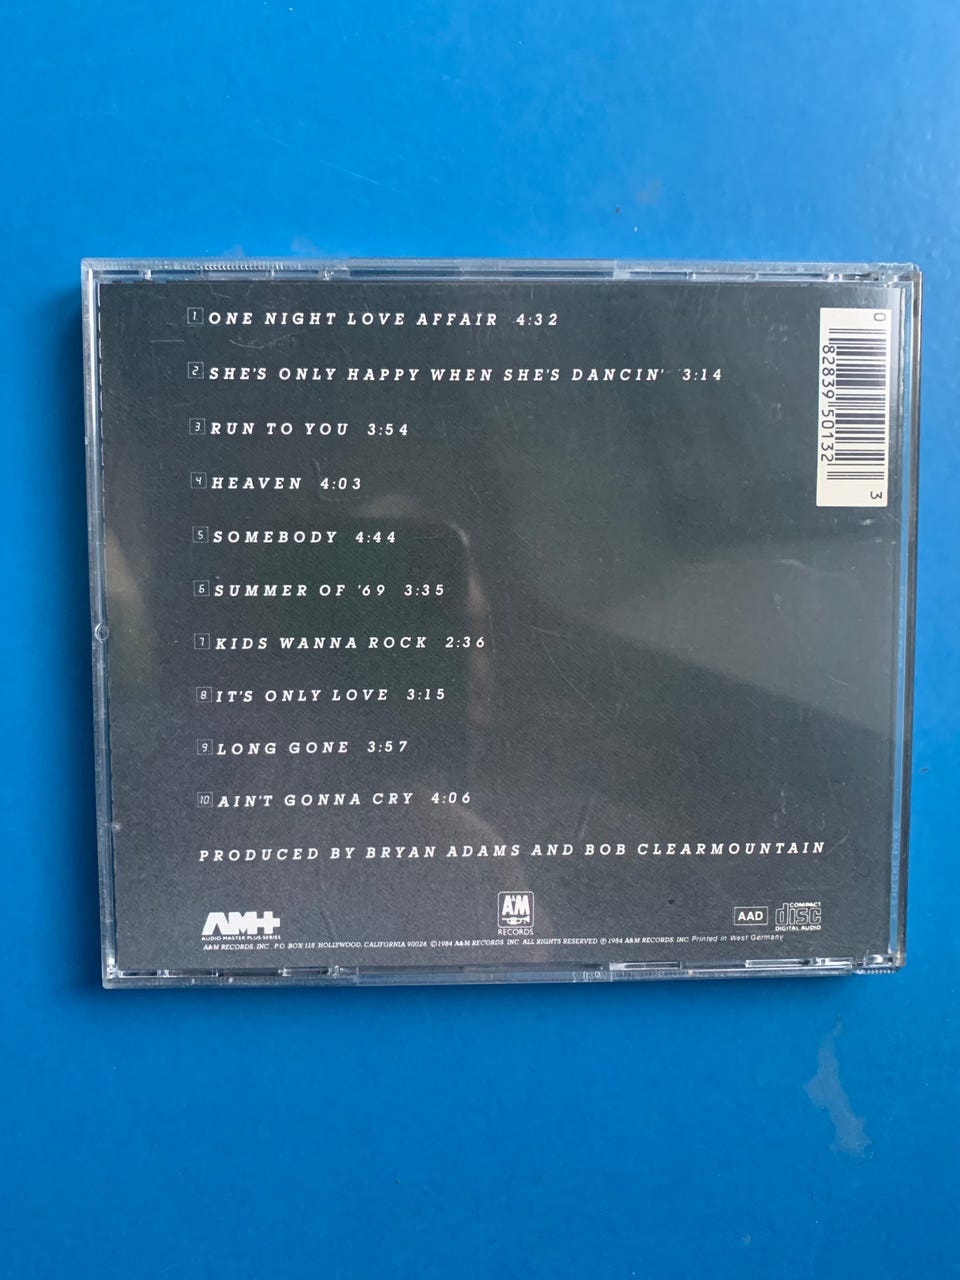 1 ONE NIGHT LOVE AFFAIR 4:32
2 SHE'S ONLY HAPPY WHEN SHE'S DANCIN' 3:14
3 RUN TO YOU 3:54
4 HEAVEN 4:03
5 SOMEBODY 4:44
6 SUMMER OF '69 3:35
7 KIDS WANNA ROCK 2:36
8 IT'S ONLY LOVE 3:15
9 LONG GONE 3:57
10 AIN'T GONNA CRY 4:06
PRODUCED BY BRYAN ADAMS AND BOB CLEARMOUNTAIN
0 82839 50132 3
AM+
AUDIO MASTER PLUS SERIES
A&M
RECORDS
AAD
COMPACT
disc
DIGITAL AUDIO
A&M RECORDS, INC. P.O. BOX 118 HOLLYWOOD, CALIFORNIA 90028 ©1984 A&M RECORDS, INC. ALL RIGHTS RESERVED ℗ 1984 A&M RECORDS, INC. Printed in West Germany